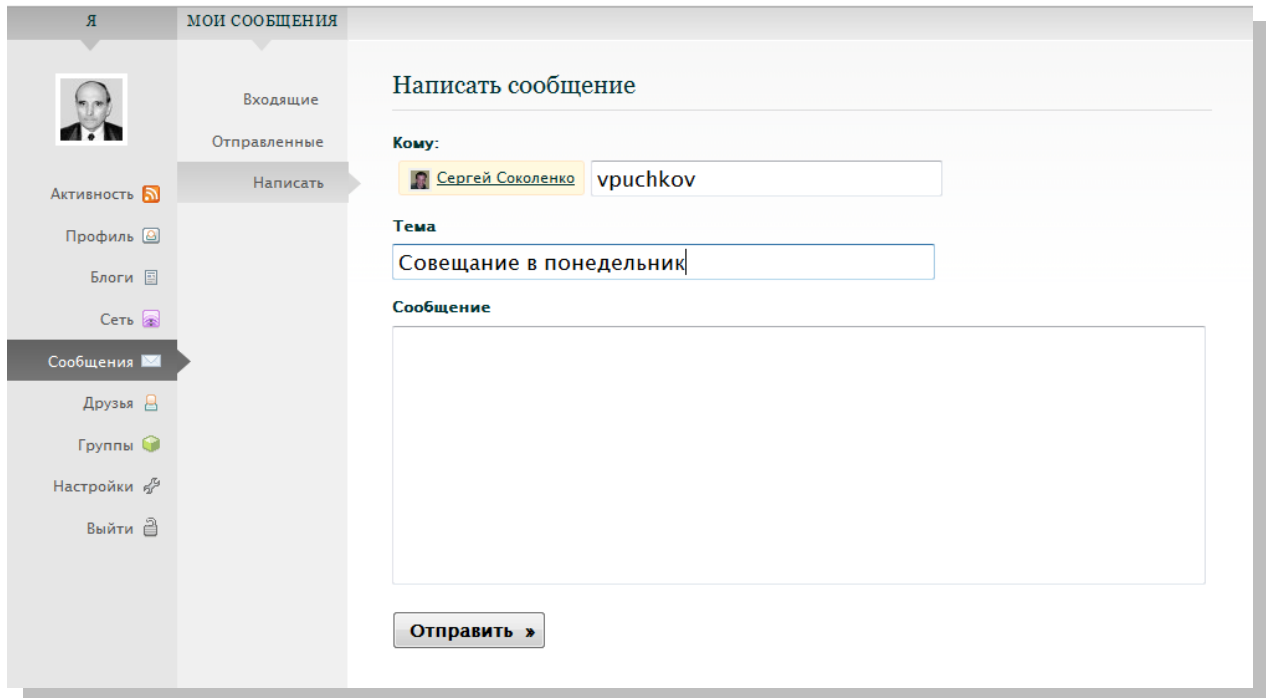 Я
МОИ СООБЩЕНИЯ
Активность
Профиль
Блоги
Сеть
Сообщения
Друзья
Группы
Настройки
Выйти
Входящие
Отправленные
Написать
Написать сообщение
Кому:
Сергей Соколенко vpuchkov
Тема
Совещание в понедельник
Сообщение
Отправить »